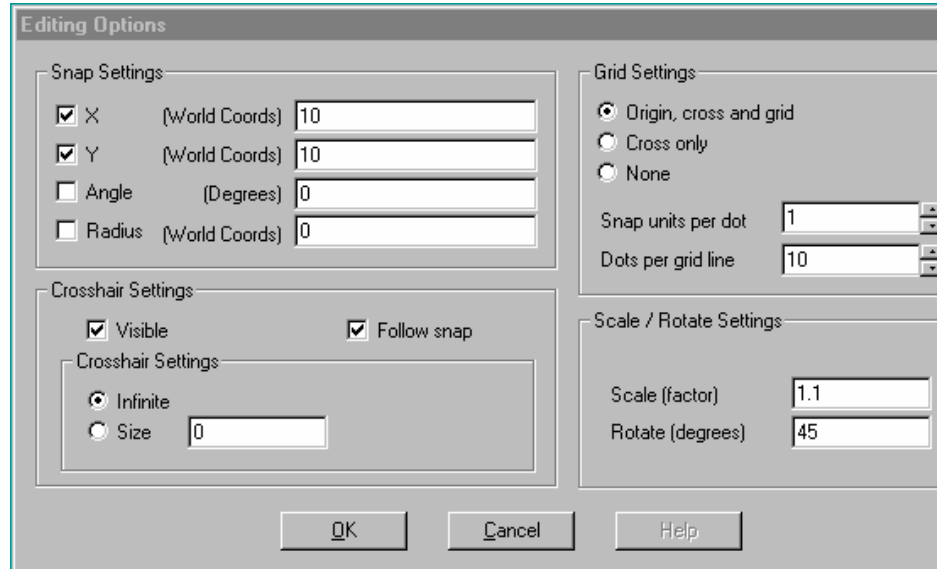 Editing Options
Snap Settings
X (World Coords) 10
Y (World Coords) 10
Angle (Degrees) 0
Radius (World Coords) 0
Crosshair Settings
Visible Follow snap
Crosshair Settings
Infinite
Size 0
Grid Settings
Origin, cross and grid
Cross only
None
Snap units per dot 1
Dots per grid line 10
Scale / Rotate Settings
Scale (factor) 1.1
Rotate (degrees) 45
OK Cancel Help